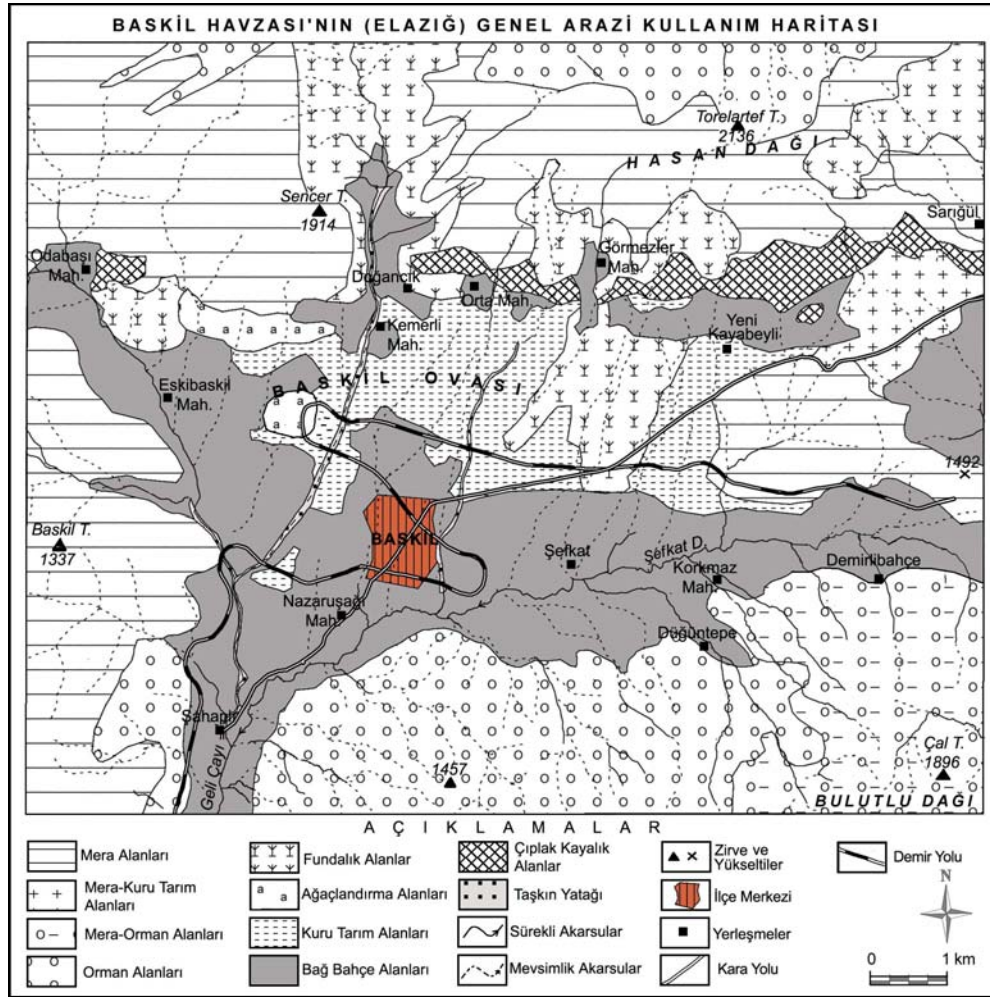 BASKİL HAVZASI'NIN (ELAZIĞ) GENEL ARAZİ KULLANIM HARİTASI
Torelartef T.
2136
HASAN DAĞI
Sencer T.
1914
Sarıgül
Odabaşı
Mah.
Görmezler
Mah.
Doğancık
Orta Mah.
Kemerli
Mah.
Yeni
Kayabeyli
BASKİL OVASI
Eskibaskil
Mah.
1492
Baskil T.
1337
BASKİL
Şefkat
Şefkat D.
Korkmaz
Mah.
Demirlibahçe
Nazaruşağı
Mah.
Düğüntepe
Şahaplı
Geli Çayı
1457
Çal T.
1896
BULUTLU DAĞI
AÇIKLAMALAR
Mera Alanları
Mera-Kuru Tarım
Alanları
Mera-Orman Alanları
Orman Alanları
Fundalık Alanlar
Ağaçlandırma Alanları
Kuru Tarım Alanları
Bağ Bahçe Alanları
Çıplak Kayalık
Alanlar
Taşkın Yatağı
Sürekli Akarsular
Mevsimlik Akarsular
Zirve ve
Yükseltiler
İlçe Merkezi
Yerleşmeler
Kara Yolu
Demir Yolu
N
0 1 km